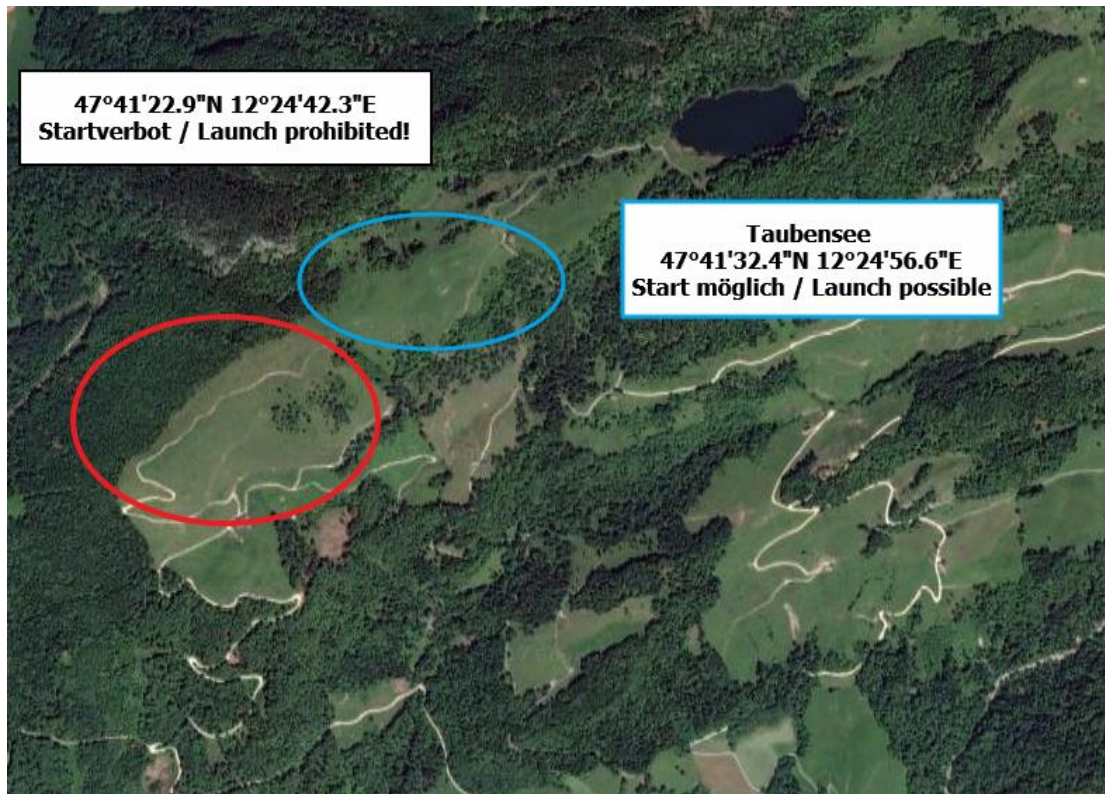 47°41'22.9"N 12°24'42.3"E
Startverbot / Launch prohibited!
Taubensee
47°41'32.4"N 12°24'56.6"E
Start möglich / Launch possible